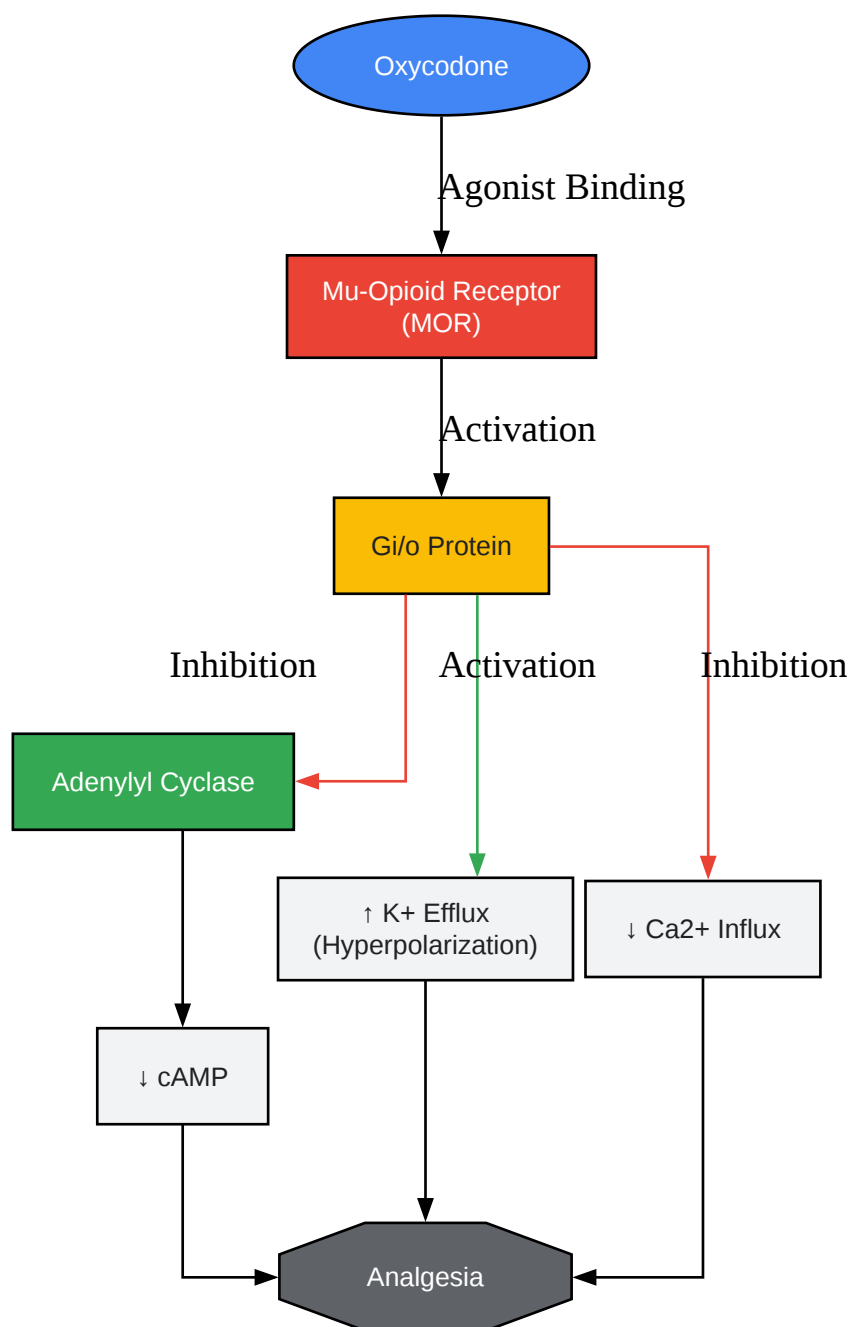 Oxycodone
Agonist Binding
Mu-Opioid Receptor
(MOR)
Activation
Gi/o Protein
Inhibition
Activation
Inhibition
Adenylyl Cyclase
↑ K+ Efflux
(Hyperpolarization)
↓ Ca2+ Influx
↓ cAMP
Analgesia